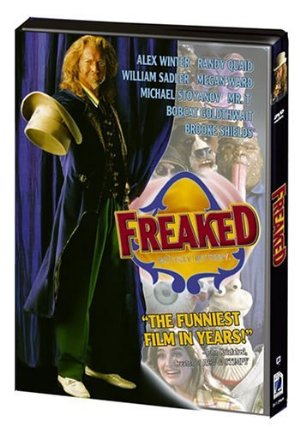 ALEX WINTER • RANDY QUAID
WILLIAM SADLER • MEGAN WARD
MICHAEL STOYANOV • MR. T
BOBCAT GOLDTHWAIT
BROOKE SHIELDS
FREAKED
"THE FUNNIEST
FILM IN YEARS!"
FREAKED